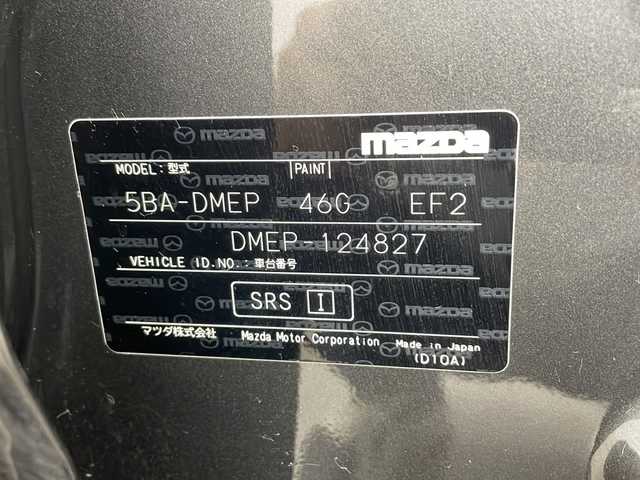 mazda
MODEL:型式 PAINT
5BA-DMEP 46G EF2
DMEP-124827
VEHICLE ID.NO.:車台番号
SRS I
マツダ株式会社 Mazda Motor Corporation Made in Japan
(D10A)